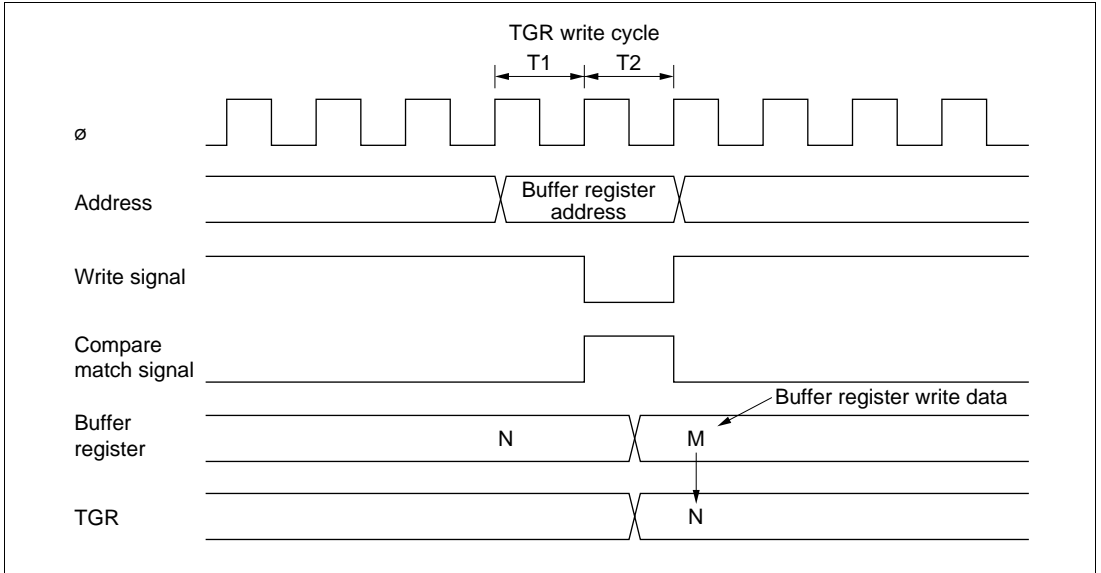 TGR write cycle
T1 T2
ø
Address
Buffer register
address
Write signal
Compare
match signal
Buffer register write data
Buffer
register
N M
TGR
N